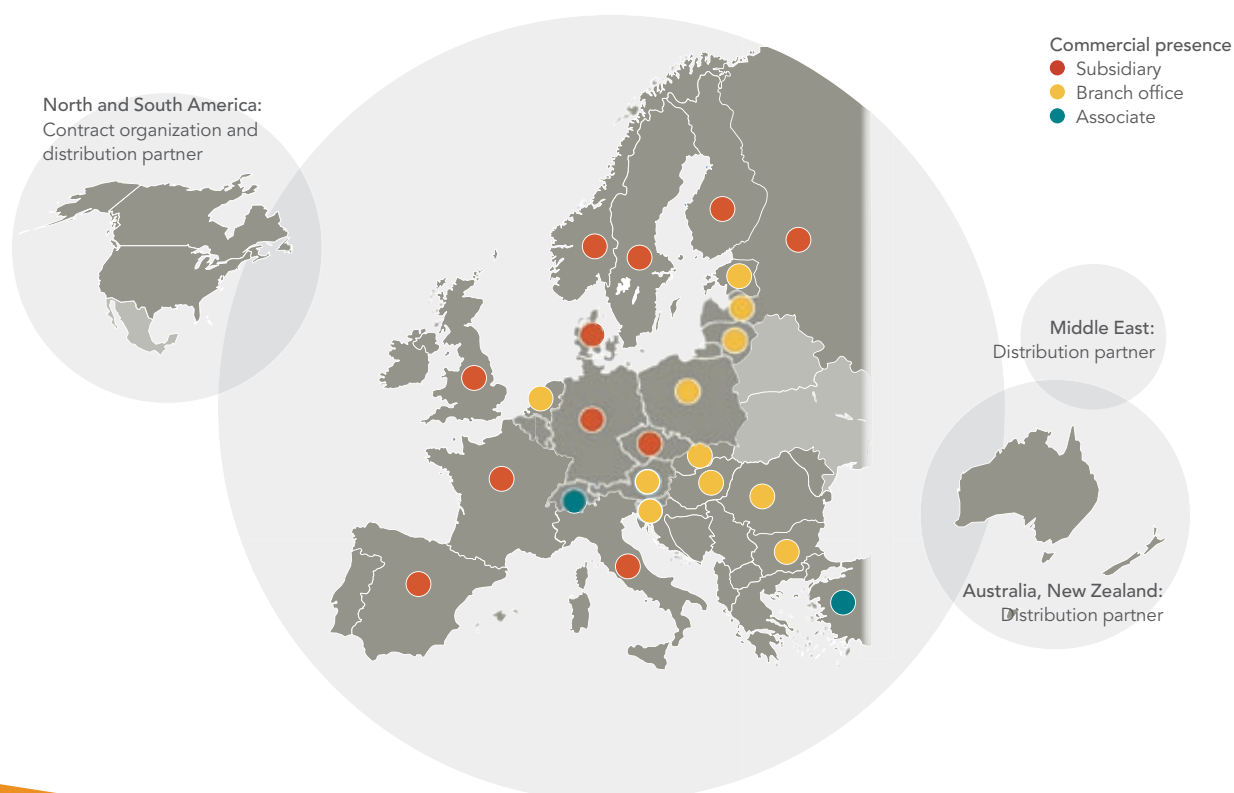 Commercial presence
Subsidiary
Branch office
Associate
North and South America:
Contract organization and
distribution partner
Middle East:
Distribution partner
Australia, New Zealand:
Distribution partner